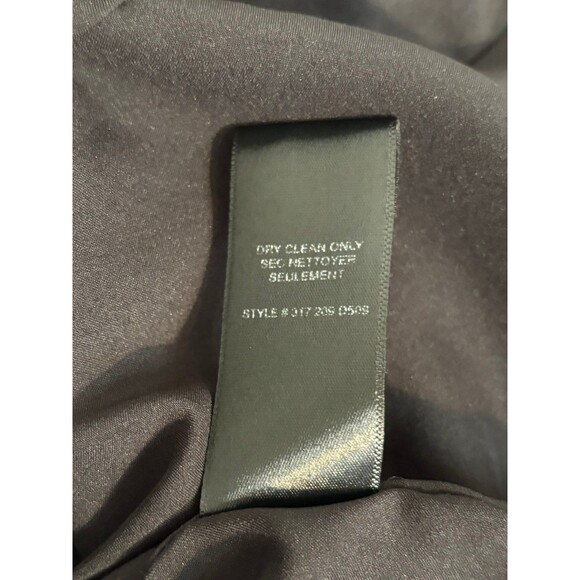 DRY CLEAN ONLY
SEC NETTOYER
SEULEMENT
STYLE # 317 209 D509